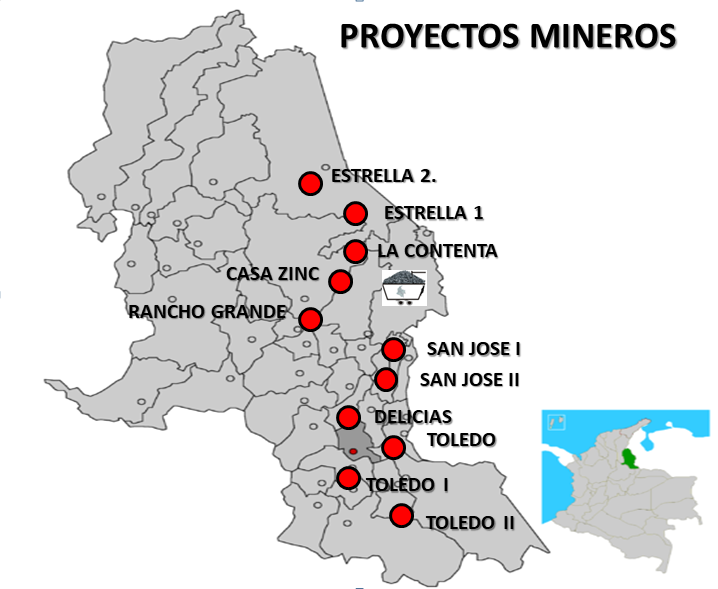 PROYECTOS MINEROS
ESTRELLA 2.
ESTRELLA 1
LA CONTENTA
CASA ZINC
RANCHO GRANDE
SAN JOSE I
SAN JOSE II
DELICIAS
TOLEDO
TOLEDO I
TOLEDO II